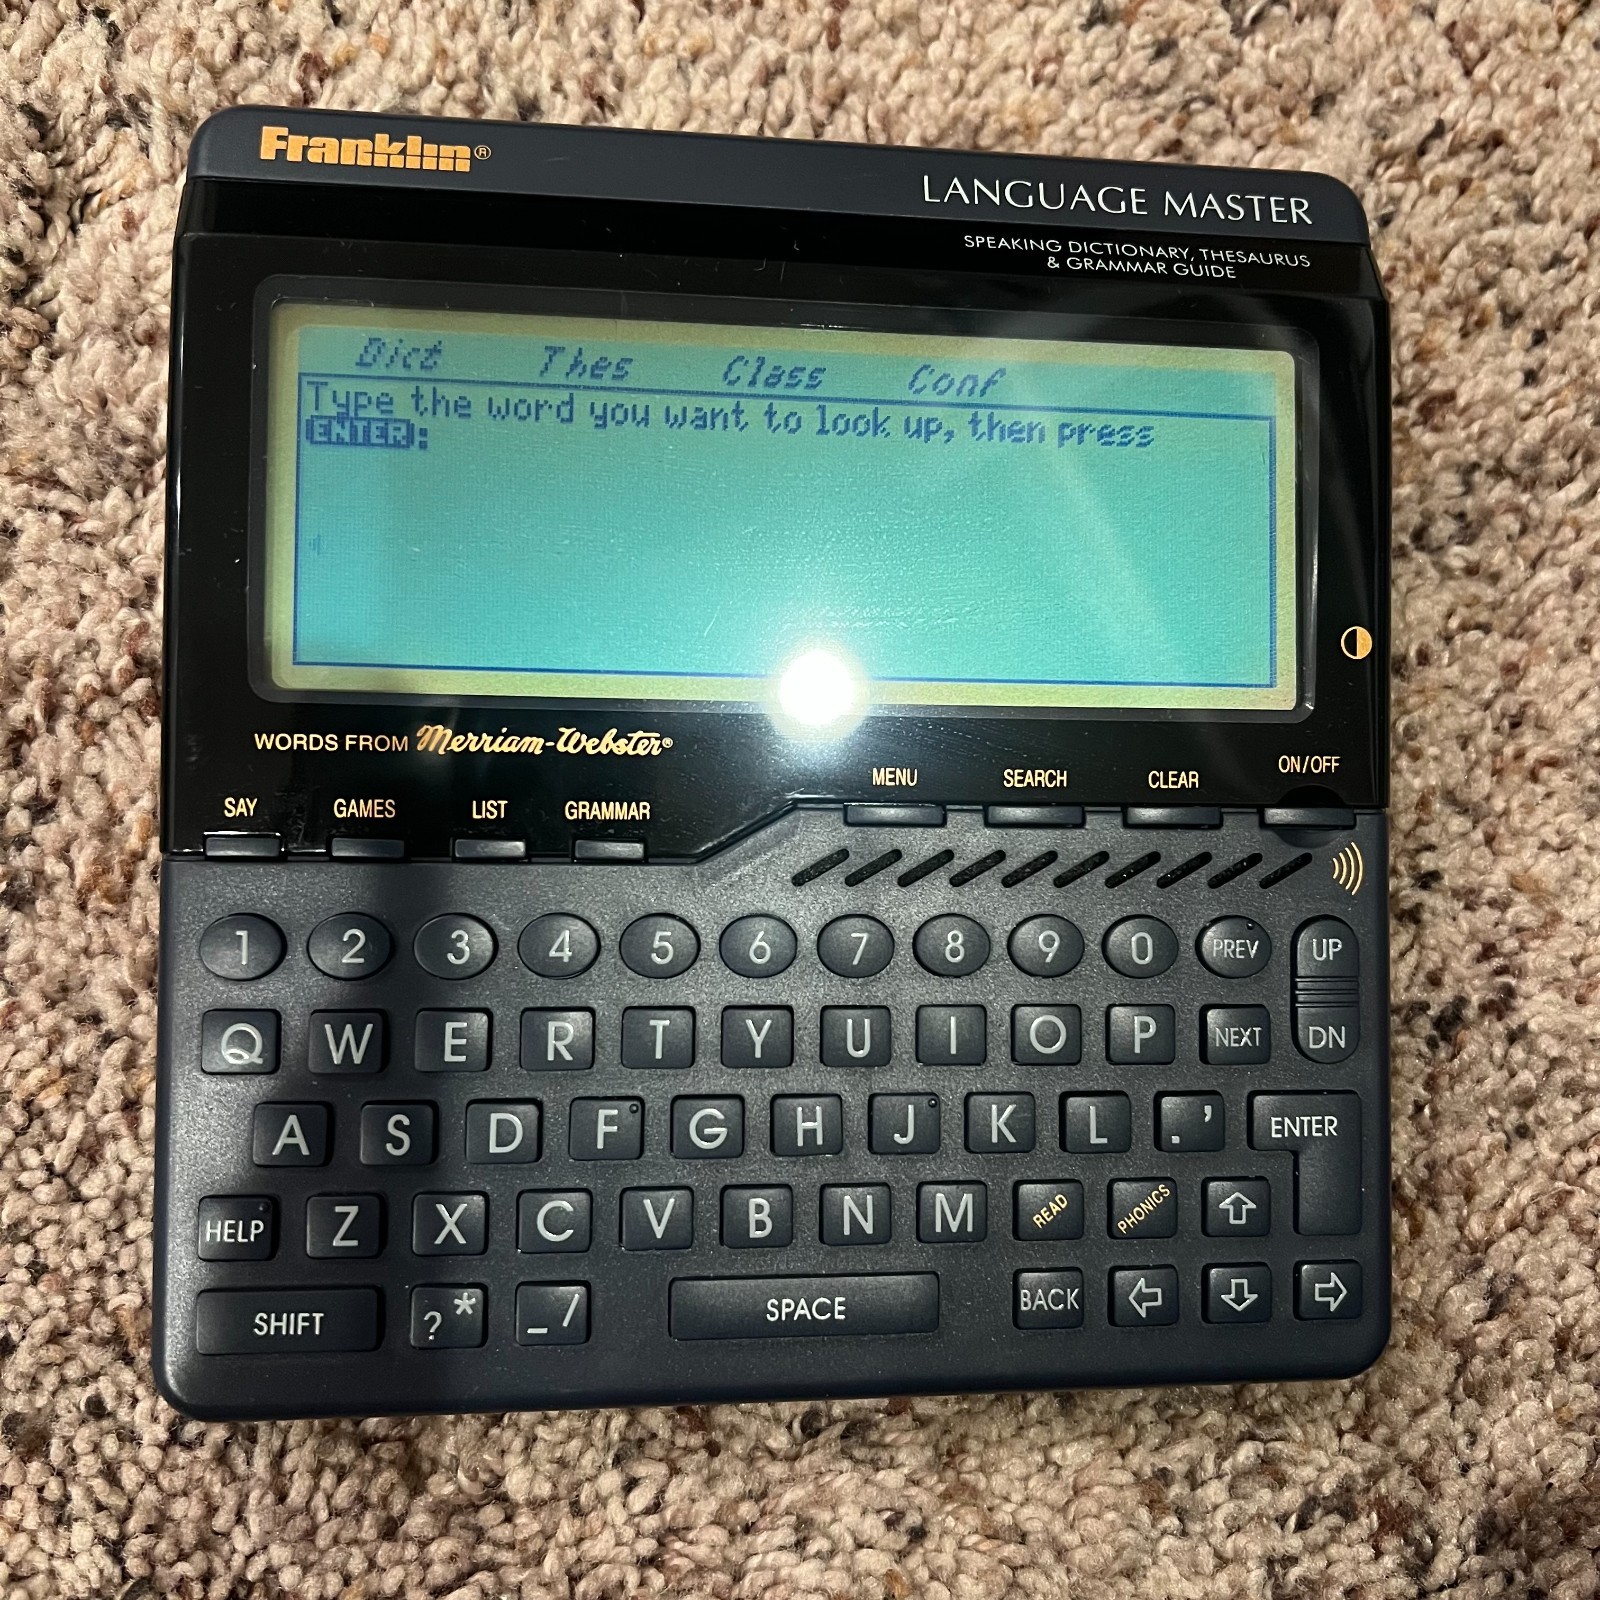 Franklin®
LANGUAGE MASTER
SPEAKING DICTIONARY, THESAURUS
& GRAMMAR GUIDE
Dict Thes Class Conf
Type the word you want to look up, then press
ENTER:
WORDS FROM Merriam-Webster®
MENU SEARCH CLEAR ON/OFF
SAY GAMES LIST GRAMMAR
1 2 3 4 5 6 7 8 9 0 PREV UP
Q W E R T Y U I O P NEXT DN
A S D F G H J K L . ' ENTER
HELP Z X C V B N M READ PHONICS
SHIFT ? * _ / SPACE BACK